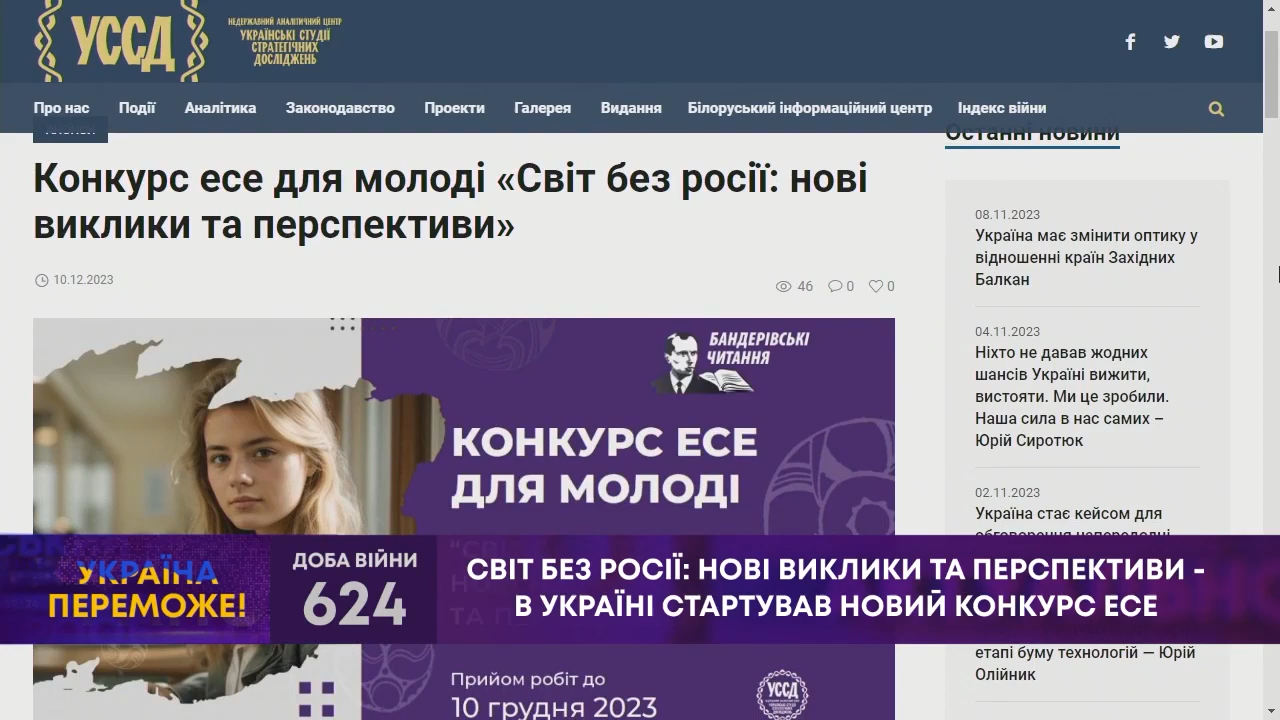 УССД
НЕДЕРЖАВНИЙ АНАЛІТИЧНИЙ ЦЕНТР
УКРАЇНСЬКІ СТУДІЇ
СТРАТЕГІЧНИХ
ДОСЛІДЖЕНЬ
Про нас Події Аналітика Законодавство Проекти Галерея Видання Білоруський інформаційний центр Індекс війни
Конкурс есе для молоді «Світ без росії: нові
виклики та перспективи»
10.12.2023
46 0 0
БАНДЕРІВСЬКІ
ЧИТАННЯ
КОНКУРС ЕСЕ
ДЛЯ МОЛОДІ
Прийом робіт до
10 грудня 2023
УССД
Останні новини
08.11.2023
Україна має змінити оптику у
відношенні країн Західних
Балкан
04.11.2023
Ніхто не давав жодних
шансів Україні вижити,
вистояти. Ми це зробили.
Наша сила в нас самих –
Юрій Сиротюк
02.11.2023
Україна стає кейсом для
етапі буму технологій — Юрій
Олійник
УКРАЇНА
ПЕРЕМОЖЕ!
ДОБА ВІЙНИ
624
СВІТ БЕЗ РОСІЇ: НОВІ ВИКЛИКИ ТА ПЕРСПЕКТИВИ -
В УКРАЇНІ СТАРТУВАВ НОВИЙ КОНКУРС ЕСЕ